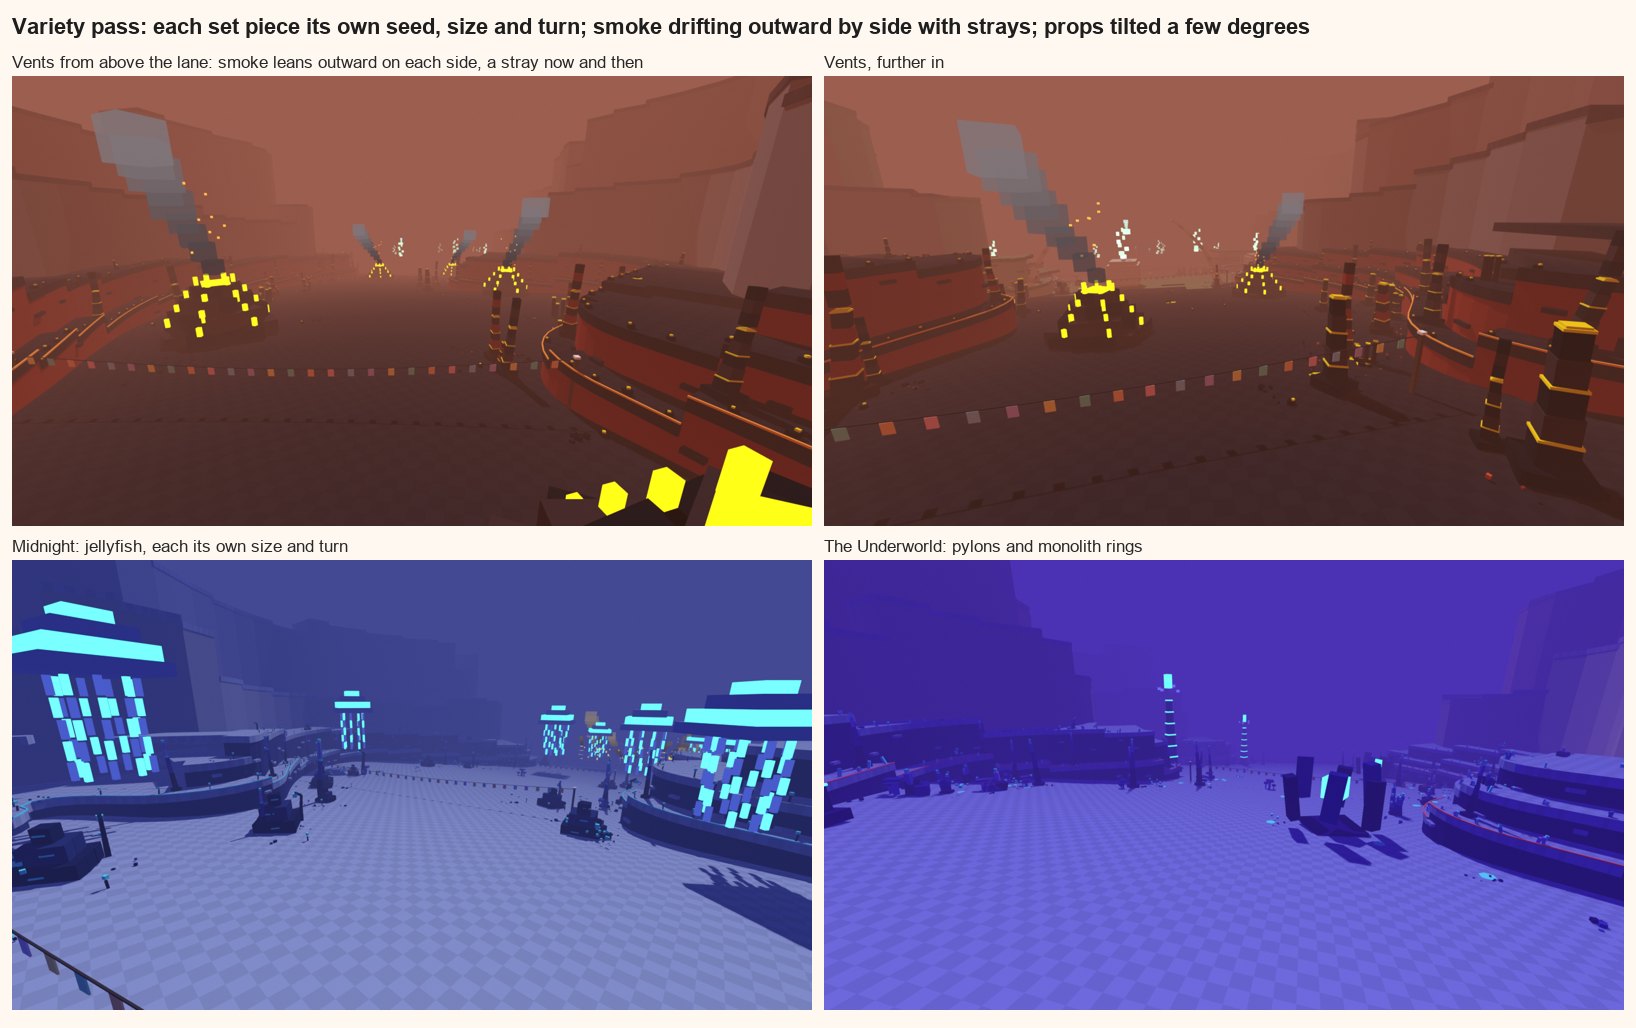 Variety pass: each set piece its own seed, size and turn; smoke drifting outward by side with strays; props tilted a few degrees
Vents from above the lane: smoke leans outward on each side, a stray now and then
Vents, further in
Midnight: jellyfish, each its own size and turn
The Underworld: pylons and monolith rings